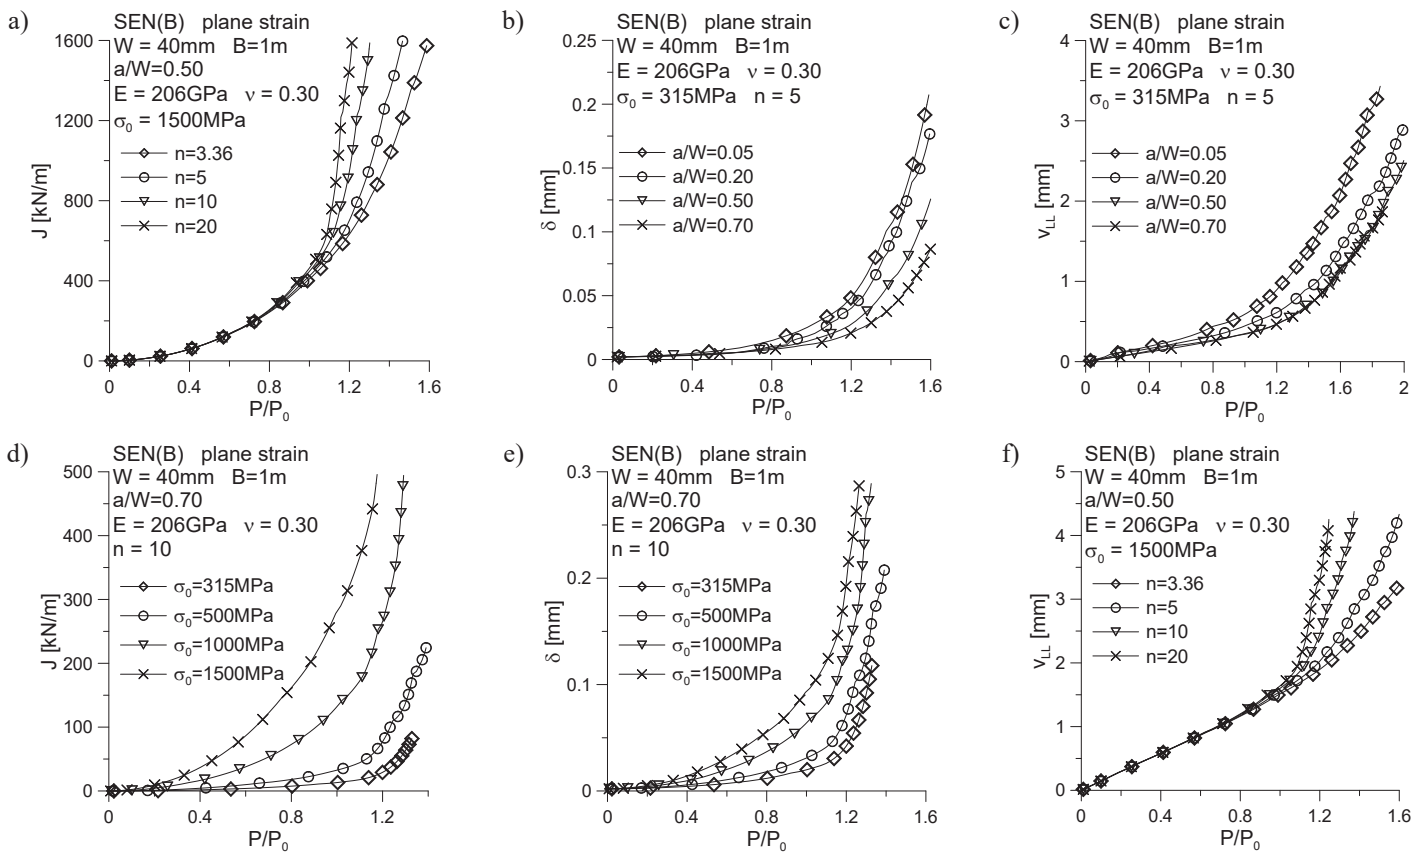 a)
SEN(B) plane strain
W = 40mm B=1m
a/W=0.50
E = 206GPa ν = 0.30
σ0 = 1500MPa
n=3.36
n=5
n=10
n=20
1600
1200
800
400
0
J [kN/m]
0 0.4 0.8 1.2 1.6
P/P0
b)
SEN(B) plane strain
W = 40mm B=1m
E = 206GPa ν = 0.30
σ0 = 315MPa n = 5
a/W=0.05
a/W=0.20
a/W=0.50
a/W=0.70
0.25
0.2
0.15
0.1
0.05
0
δ [mm]
0 0.4 0.8 1.2 1.6
P/P0
c)
SEN(B) plane strain
W = 40mm B=1m
E = 206GPa ν = 0.30
σ0 = 315MPa n = 5
a/W=0.05
a/W=0.20
a/W=0.50
a/W=0.70
4
3
2
1
0
vLL [mm]
0 0.4 0.8 1.2 1.6 2
P/P0
d)
SEN(B) plane strain
W = 40mm B=1m
a/W=0.70
E = 206GPa ν = 0.30
n = 10
σ0=315MPa
σ0=500MPa
σ0=1000MPa
σ0=1500MPa
500
400
300
200
100
0
J [kN/m]
0 0.4 0.8 1.2
P/P0
e)
SEN(B) plane strain
W = 40mm B=1m
a/W=0.70
E = 206GPa ν = 0.30
n = 10
σ0=315MPa
σ0=500MPa
σ0=1000MPa
σ0=1500MPa
0.3
0.2
0.1
0
δ [mm]
0 0.4 0.8 1.2 1.6
P/P0
f)
SEN(B) plane strain
W = 40mm B=1m
a/W=0.50
E = 206GPa ν = 0.30
σ0 = 1500MPa
n=3.36
n=5
n=10
n=20
5
4
3
2
1
0
vLL [mm]
0 0.4 0.8 1.2 1.6
P/P0